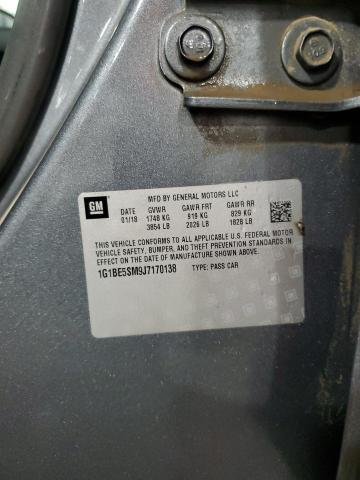 GM
MFD BY GENERAL MOTORS LLC
DATE GVWR GAWR FRT GAWR RR
01/18 1748 KG 919 KG 829 KG
3854 LB 2026 LB 1828 LB
THIS VEHICLE CONFORMS TO ALL APPLICABLE U.S. FEDERAL MOTOR
VEHICLE SAFETY, BUMPER, AND THEFT PREVENTION STANDARDS
IN EFFECT ON THE DATE OF MANUFACTURE SHOWN ABOVE.
1G1BE5SM9J7170138 TYPE: PASS CAR